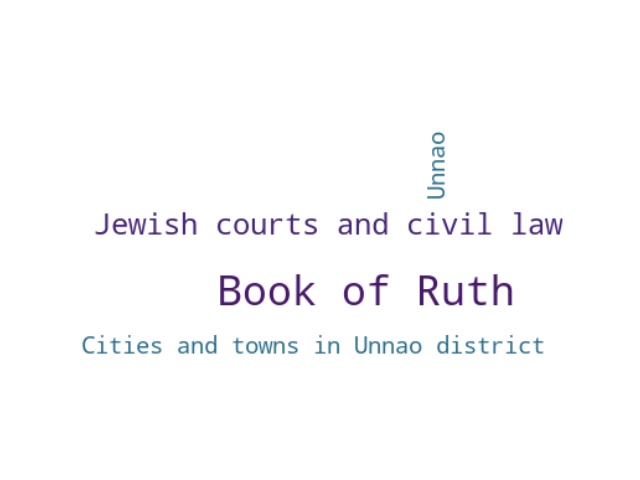 Unnao
Jewish courts and civil law
Book of Ruth
Cities and towns in Unnao district